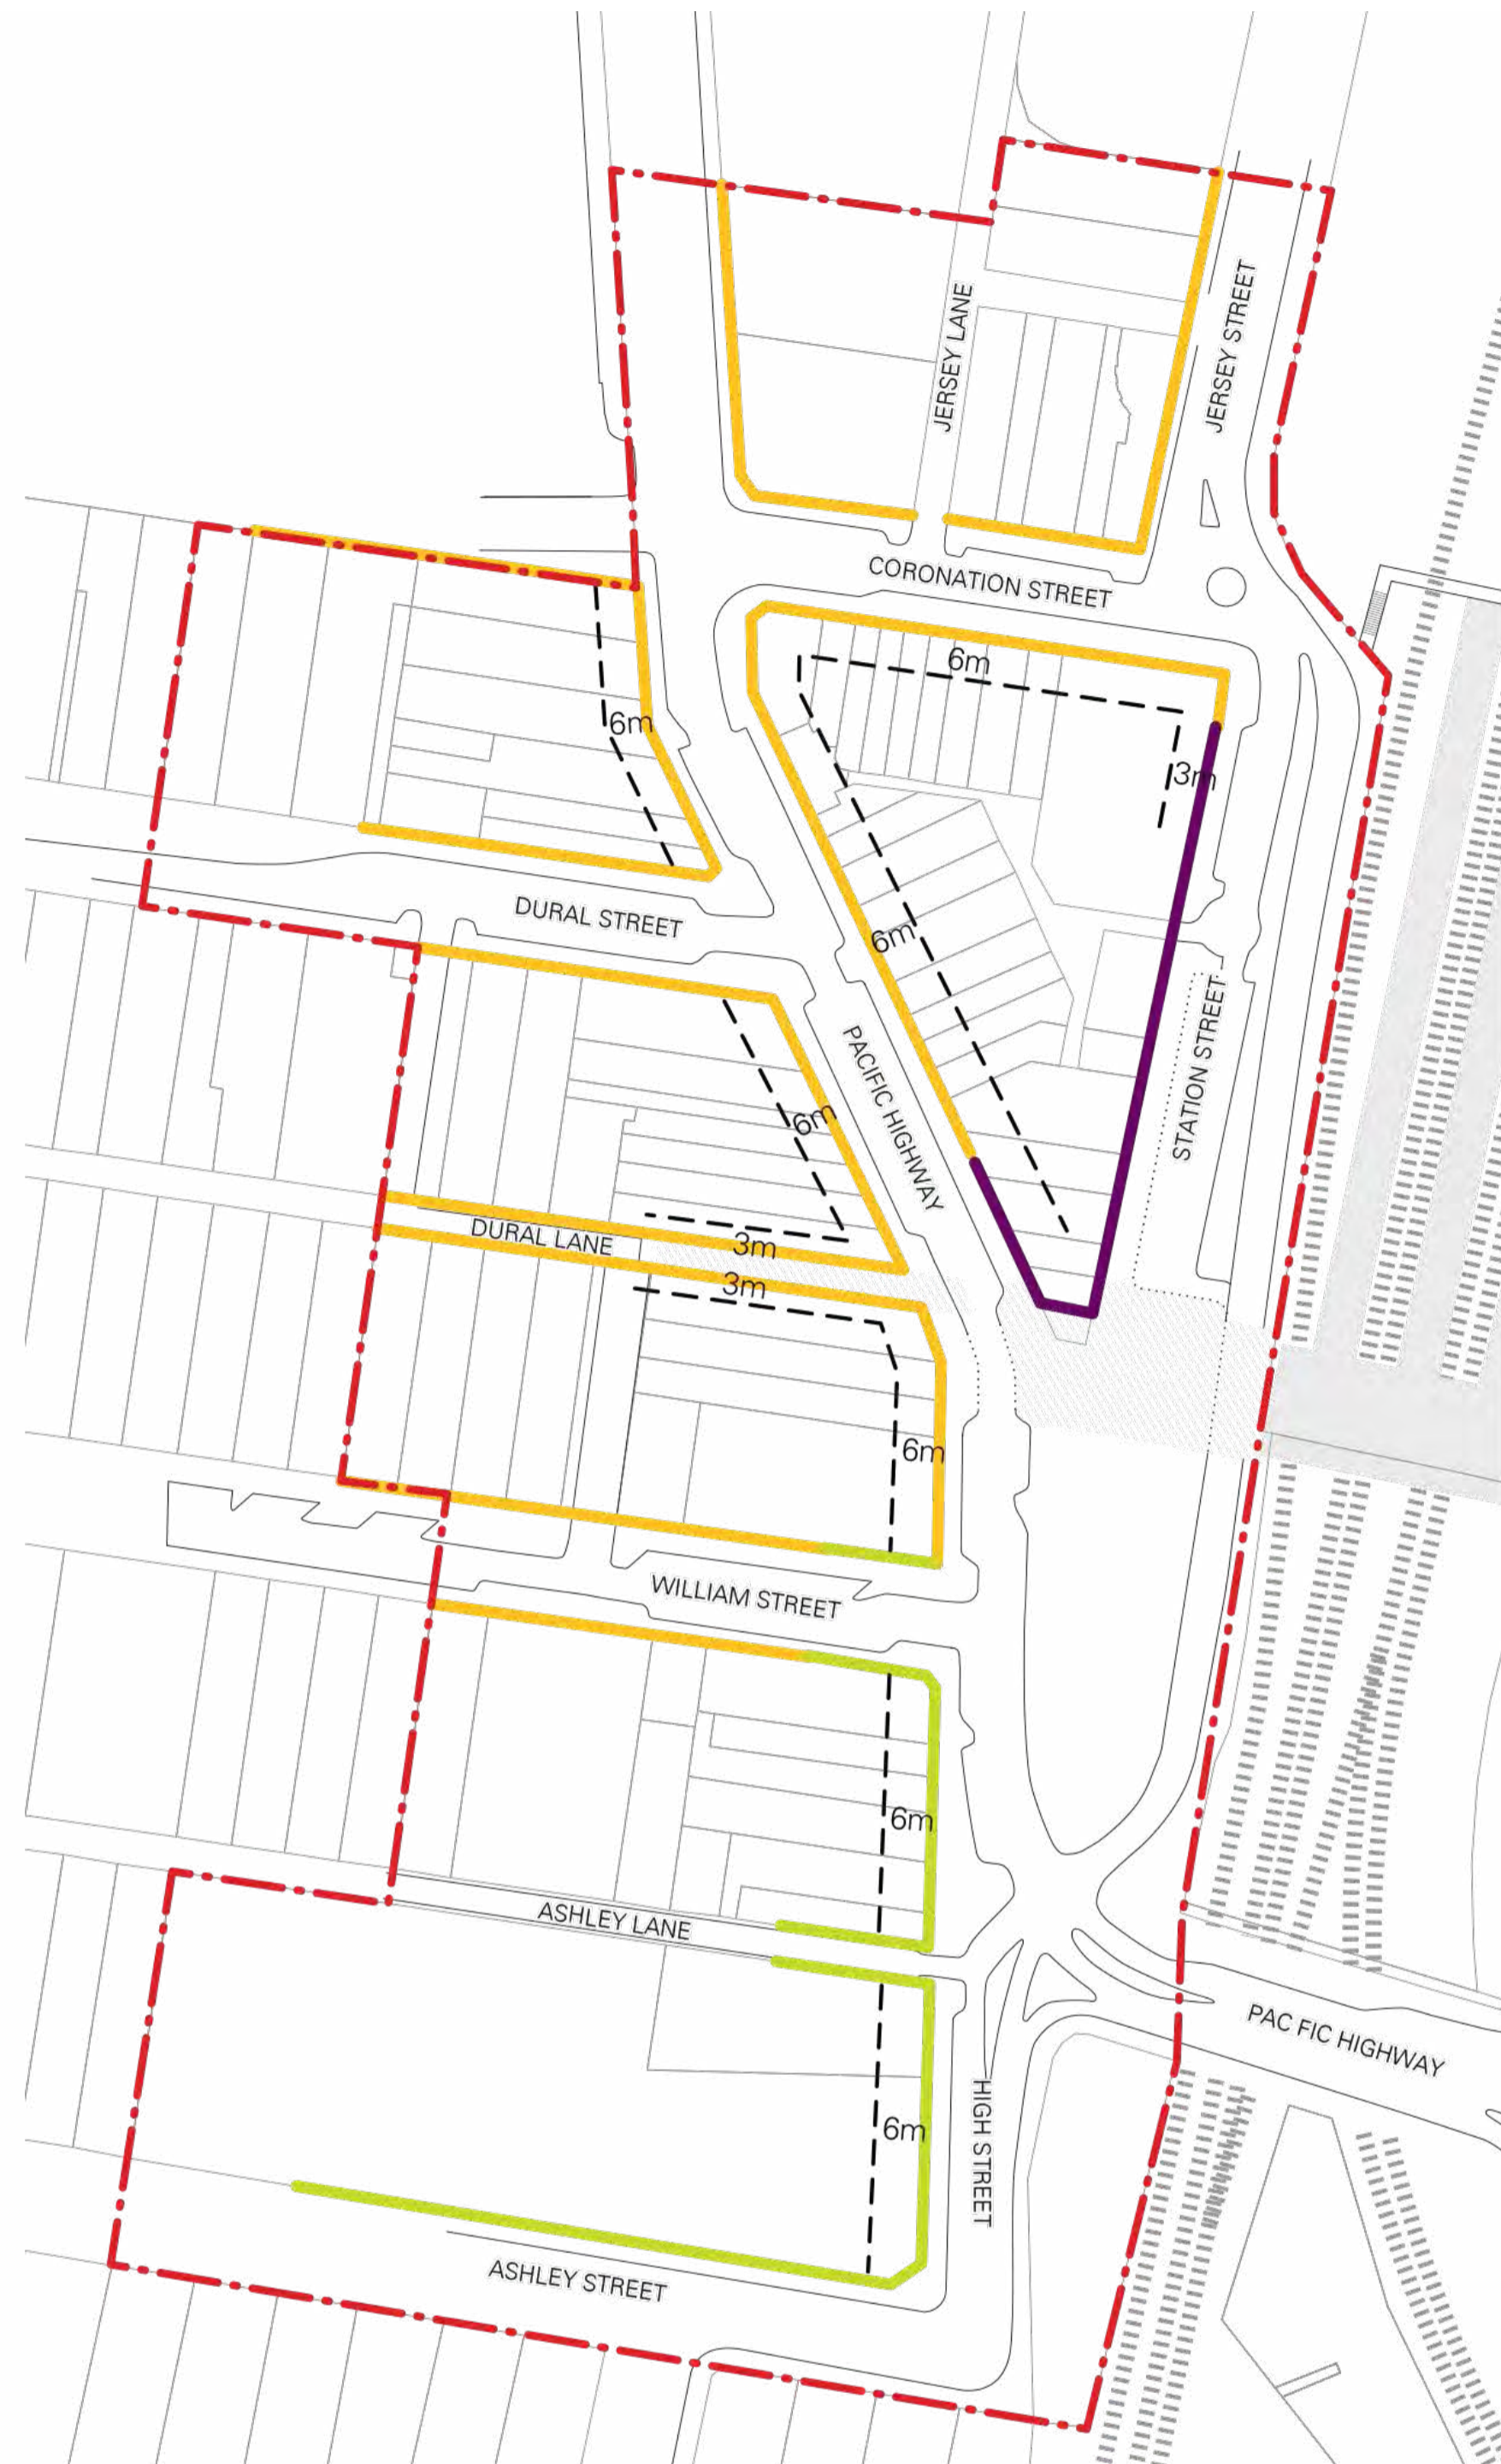 JERSEY LANE
JERSEY STREET
CORONATION STREET
6m
6m
3m
DURAL STREET
6m
STATION STREET
PACIFIC HIGHWAY
6m
DURAL LANE
3m
3m
6m
WILLIAM STREET
6m
ASHLEY LANE
PAC FIC HIGHWAY
HIGH STREET
6m
ASHLEY STREET